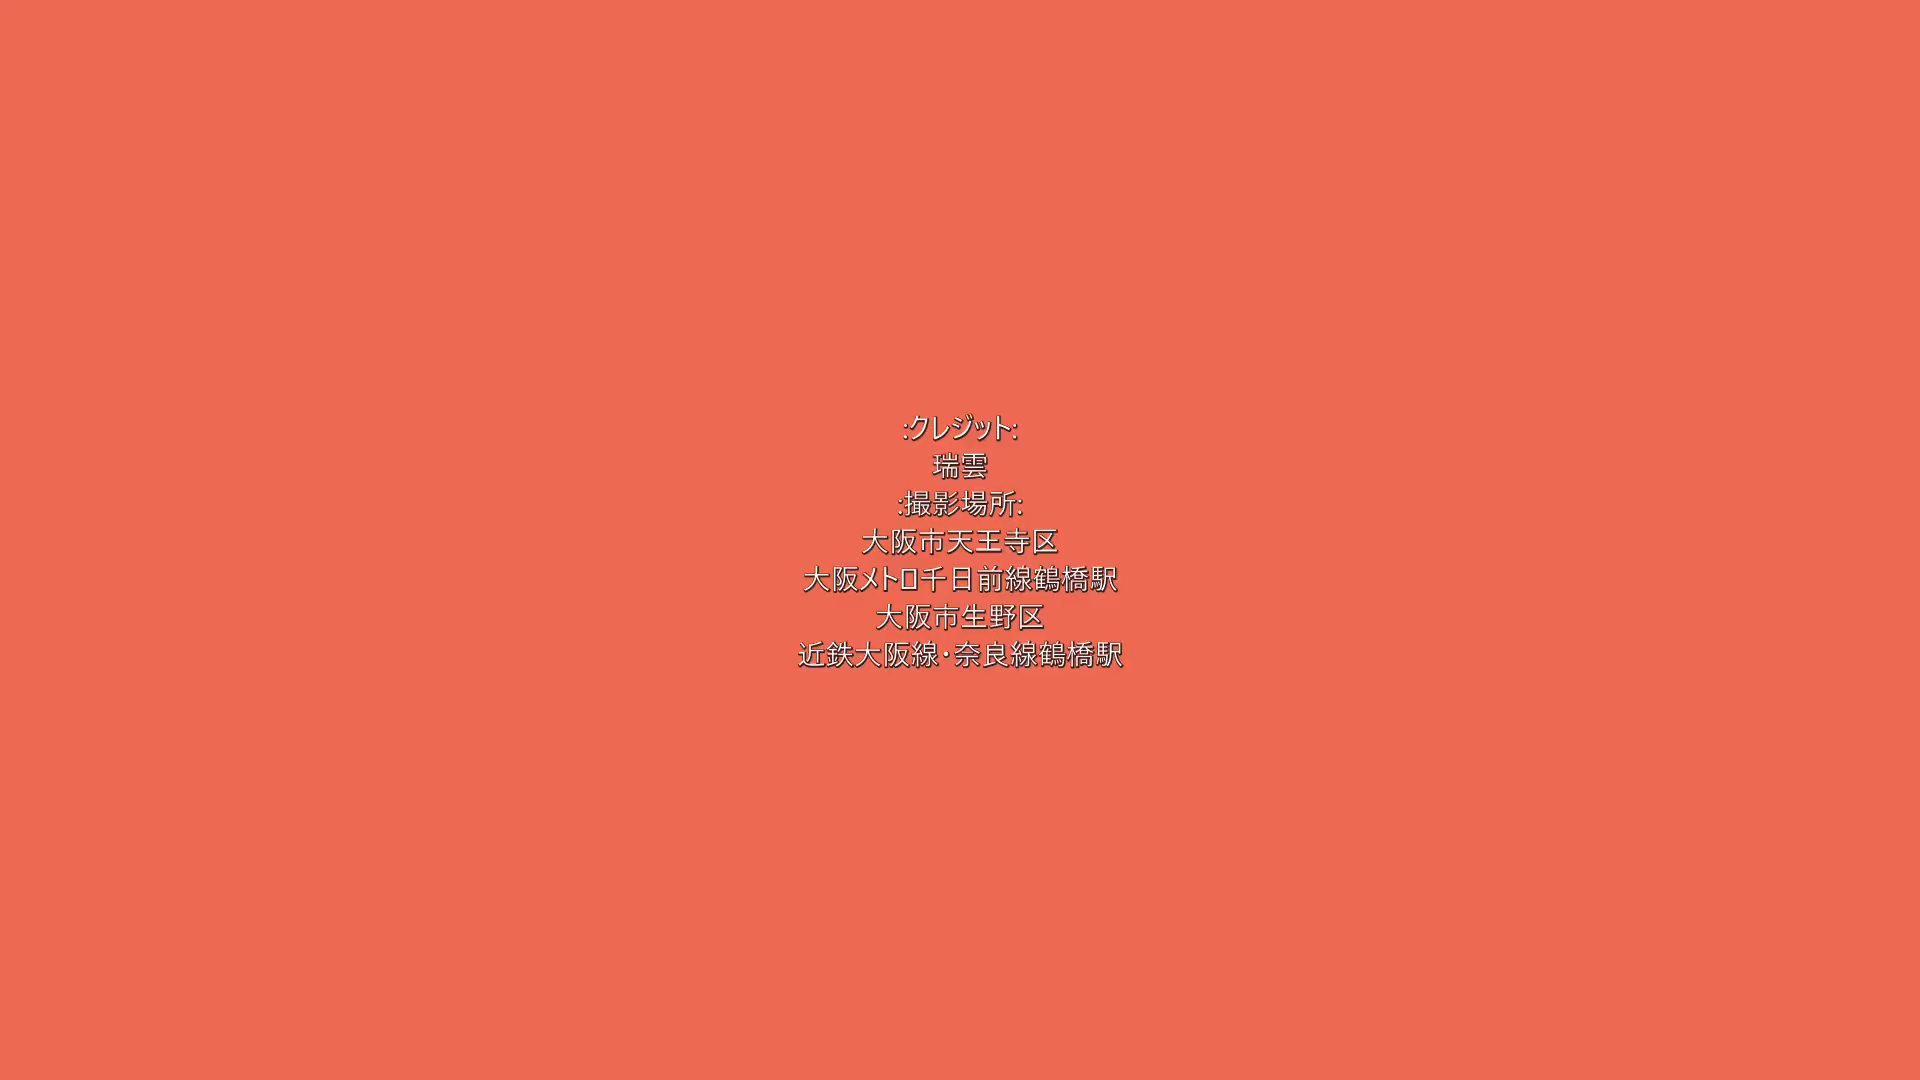 :クレジット:
瑞雲
:撮影場所:
大阪市天王寺区
大阪メトロ千日前線鶴橋駅
大阪市生野区
近鉄大阪線･奈良線鶴橋駅